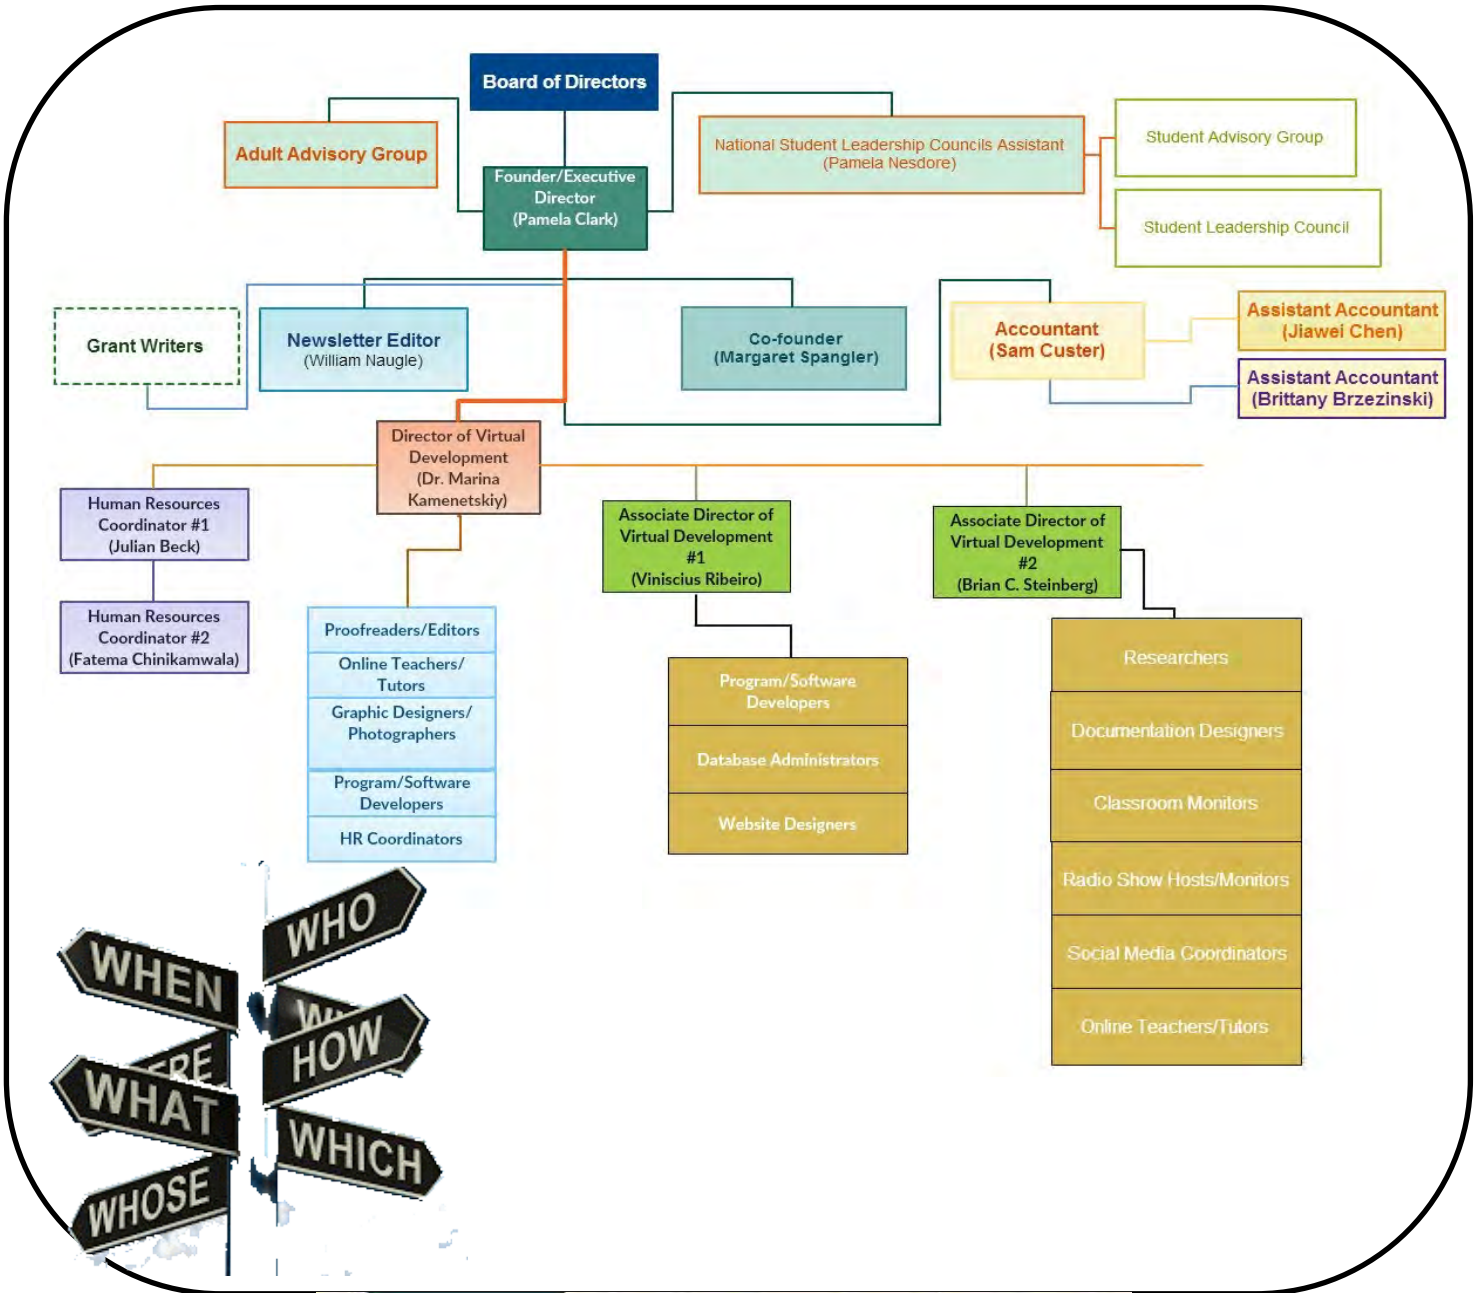 Board of Directors
Adult Advisory Group
National Student Leadership Councils Assistant
(Pamela Nesdore)
Student Advisory Group
Student Leadership Council
Founder/Executive
Director
(Pamela Clark)
Grant Writers
Newsletter Editor
(William Naugle)
Co-founder
(Margaret Spangler)
Accountant
(Sam Custer)
Assistant Accountant
(Jiawei Chen)
Assistant Accountant
(Brittany Brzezinski)
Director of Virtual
Development
(Dr. Marina
Kamenetskiy)
Human Resources
Coordinator #1
(Julian Beck)
Human Resources
Coordinator #2
(Fatema Chinikamwala)
Associate Director of
Virtual Development
#1
(Viniscius Ribeiro)
Associate Director of
Virtual Development
#2
(Brian C. Steinberg)
Proofreaders/Editors
Online Teachers/
Tutors
Graphic Designers/
Photographers
Program/Software
Developers
HR Coordinators
Program/Software
Developers
Database Administrators
Website Designers
Researchers
Documentation Designers
Classroom Monitors
Radio Show Hosts/Monitors
Social Media Coordinators
Online Teachers/Tutors
WHO
WHEN
HOW
WHAT
WHICH
WHOSE